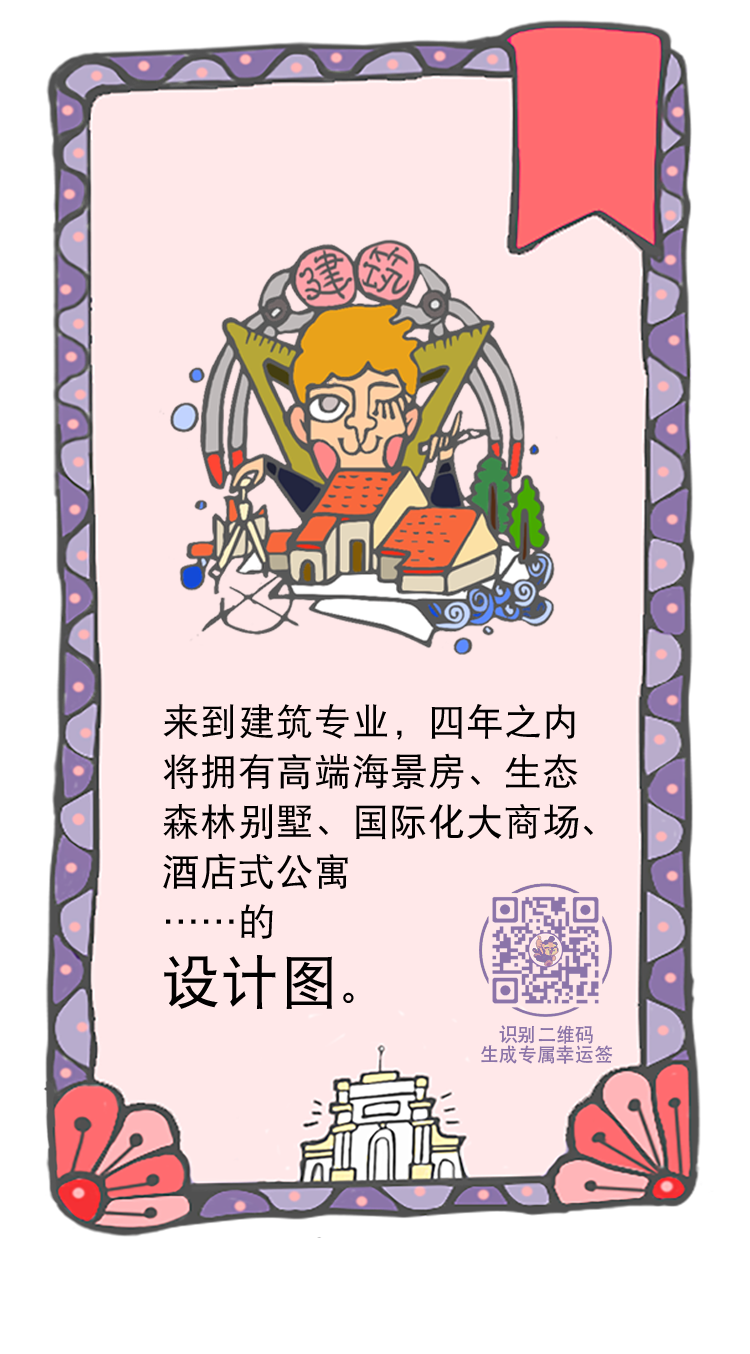 建筑
来到建筑专业，四年之内
将拥有高端海景房、生态
森林别墅、国际化大商场、
酒店式公寓
……的
设计图。
识别二维码
生成专属幸运签